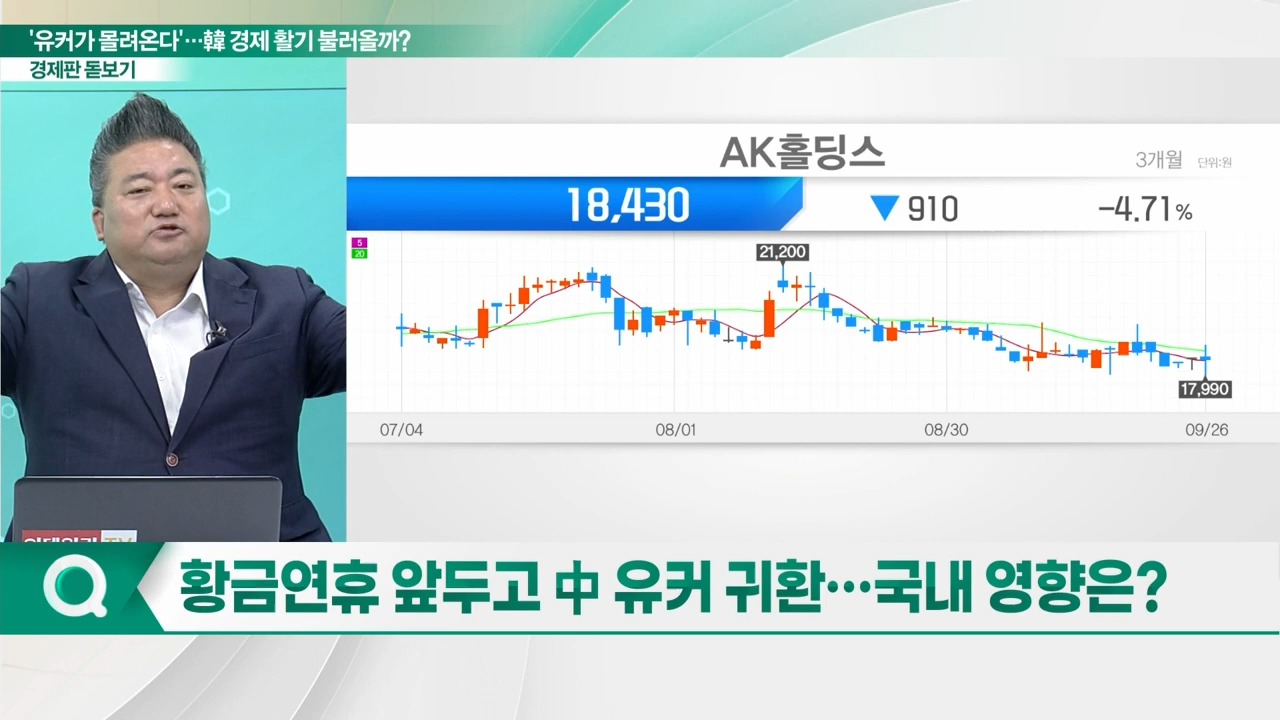 '유커가 몰려온다'…韓 경제 활기 불러올까?
경제판 돋보기
AK홀딩스
3개월 단위:원
18,430 ▼ 910 -4.71%
5
20
21,200
17,990
07/04 08/01 08/30 09/26
TV
황금연휴 앞두고 中 유커 귀환…국내 영향은?